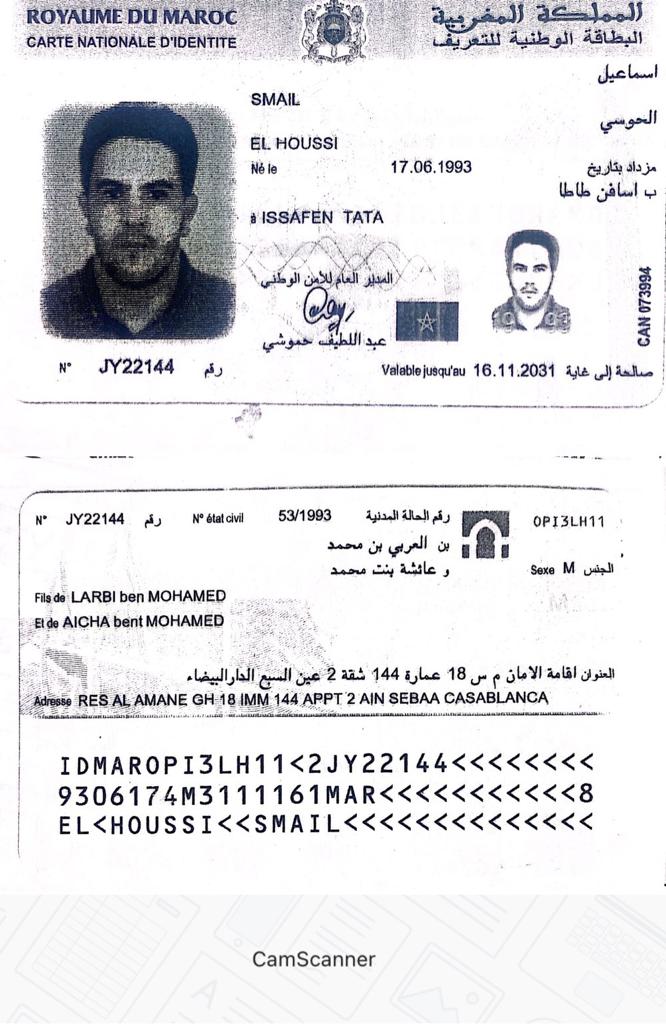 ROYAUME DU MAROC
المملكة المغربية
CARTE NATIONALE D'IDENTITE
البطاقة الوطنية للتعريف
اسماعيل
SMAIL
الحوسي
EL HOUSSI
Né le 17.06.1993 مزداد بتاريخ
ب اسافن طاطا
à ISSAFEN TATA
المدير العام للأمن الوطني
عبد اللطيف حموشي
CAN 073994
N° JY22144 رقم
Valable jusqu'au 16.11.2031 صالحة إلى غاية
N° JY22144 رقم N° état civil 53/1993 رقم الحالة المدنية
OPI3LH11
بن العربي بن محمد
و عائشة بنت محمد
Sexe M الجنس
Fils de LARBI ben MOHAMED
Et de AICHA bent MOHAMED
العنوان اقامة الامان م س 18 عمارة 144 شقة 2 عين السبع الدارالبيضاء
Adresse RES AL AMANE GH 18 IMM 144 APPT 2 AIN SEBAA CASABLANCA
IDMAROPI3LH11<2JY22144<<<<<<<<
9306174M3111161MAR<<<<<<<<<<<8
EL<HOUSSI<<SMAIL<<<<<<<<<<<<<<
CamScanner